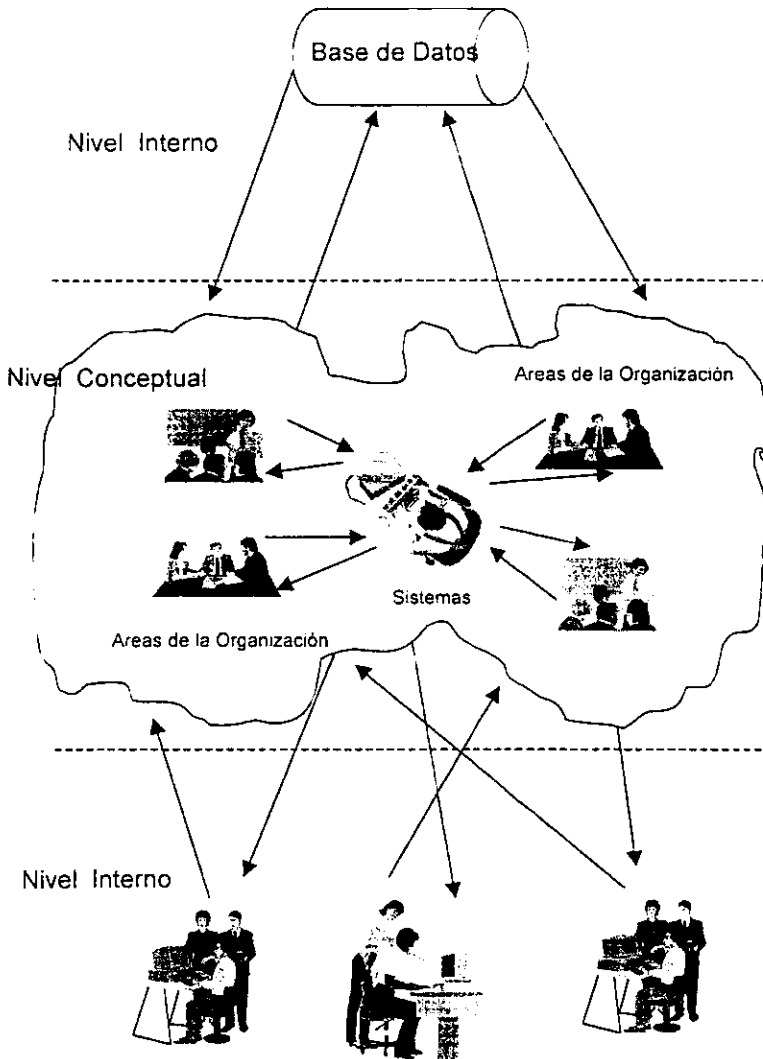 Base de Datos
Nivel Interno
Nivel Conceptual
Areas de la Organización
Sistemas
Areas de la Organización
Nivel Interno